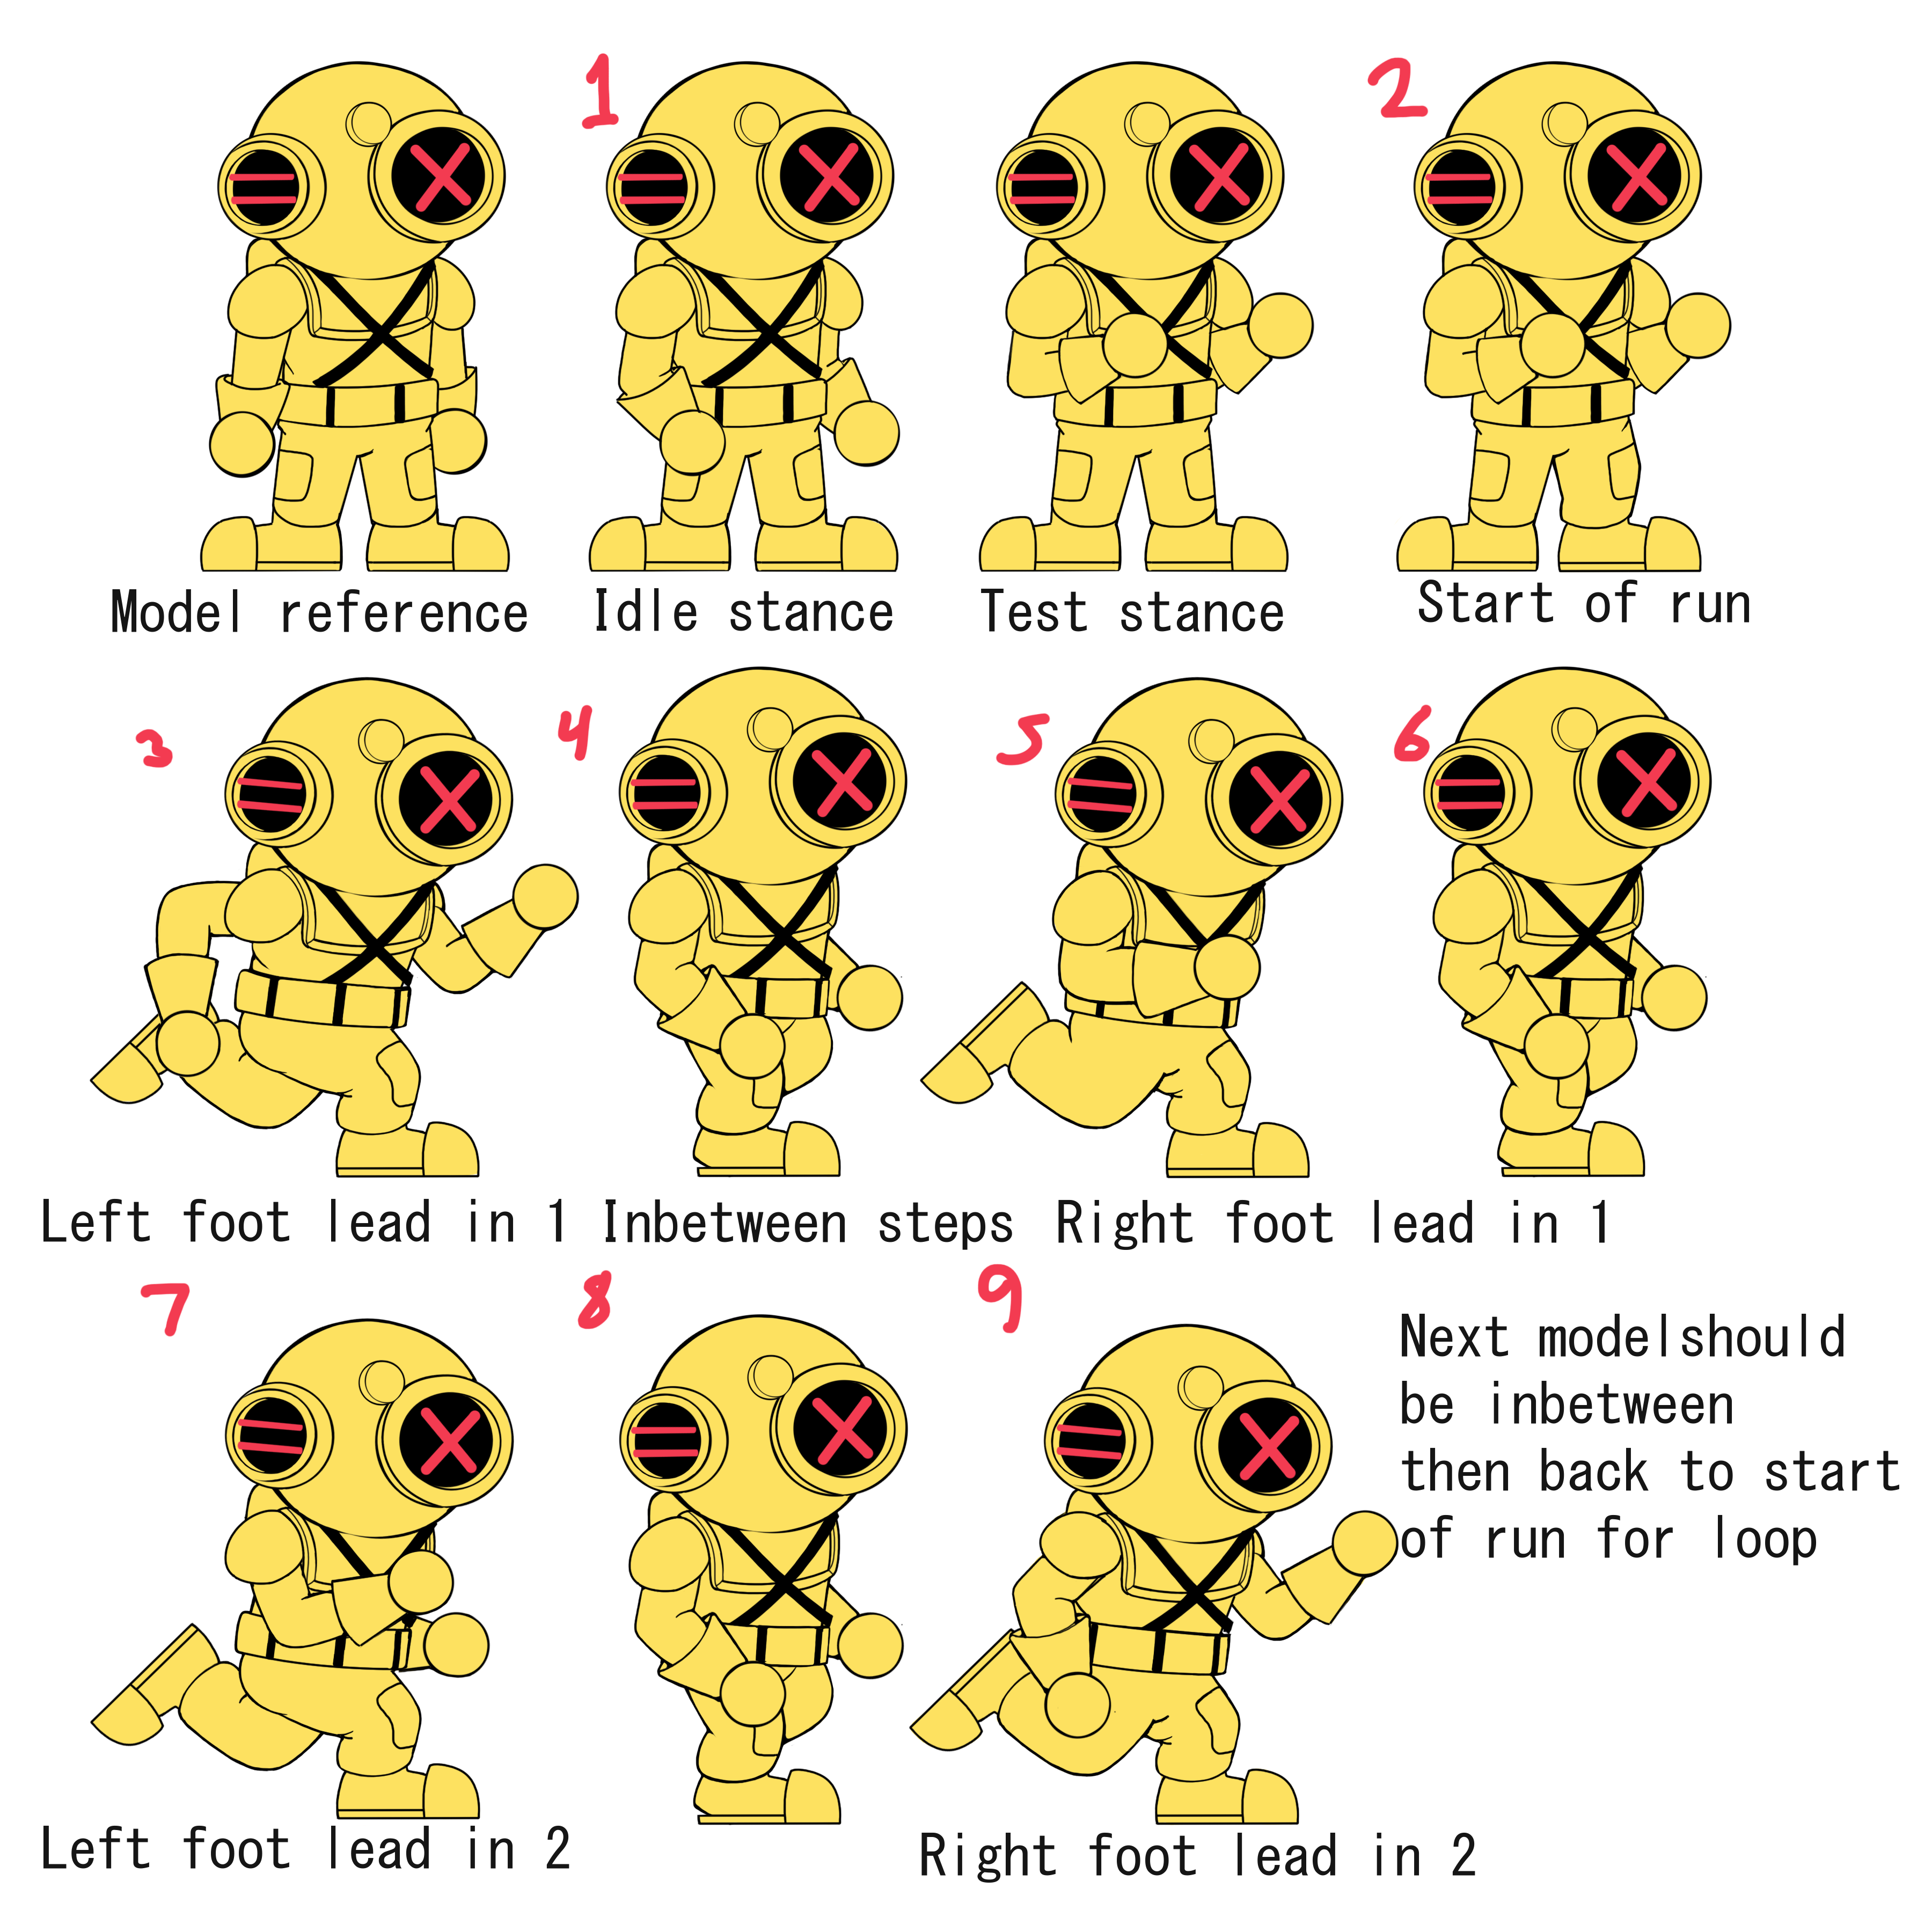 1
2
Model reference
Idle stance
Test stance
Start of run
3
4
5
6
Left foot lead in 1
Inbetween steps
Right foot lead in 1
7
8
9
Next modelshould
be inbetween
then back to start
of run for loop
Left foot lead in 2
Right foot lead in 2